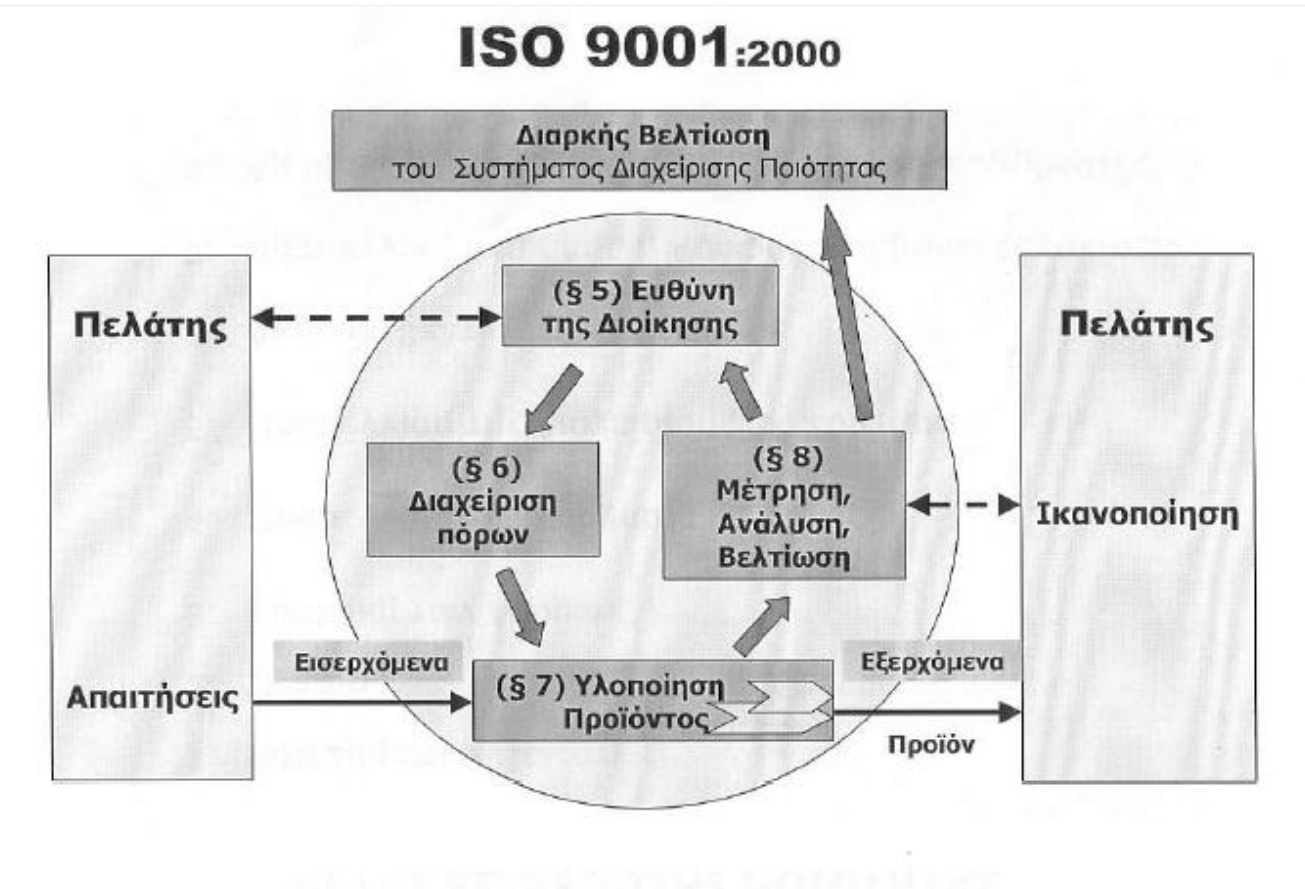 ISO 9001:2000
Διαρκής Βελτίωση
του Συστήματος Διαχείρισης Ποιότητας
Πελάτης
Απαιτήσεις
(§ 5) Ευθύνη
της Διοίκησης
(§ 6)
Διαχείριση
πόρων
(§ 8)
Μέτρηση,
Ανάλυση,
Βελτίωση
Εισερχόμενα
(§ 7) Υλοποίηση
Προϊόντος
Εξερχόμενα
Προϊόν
Πελάτης
Ικανοποίηση